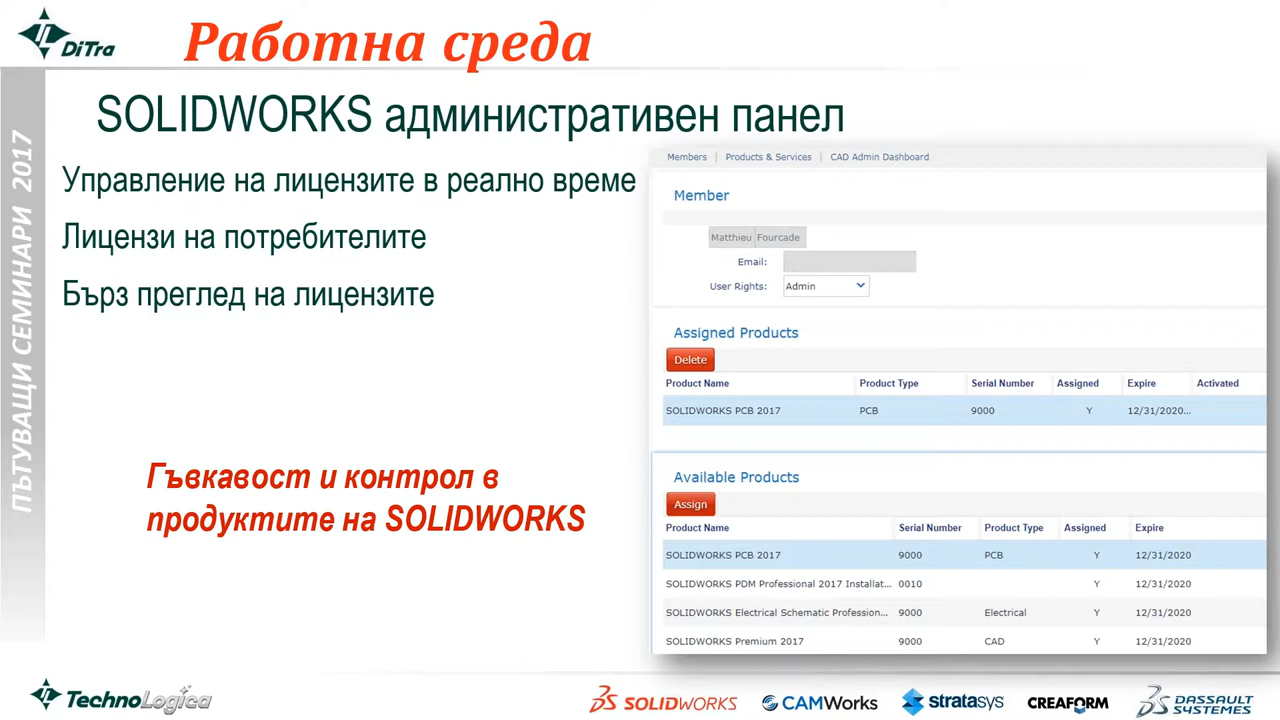 DiTra
Работна среда
ПЪТУВАЩИ СЕМИНАРИ 2017
SOLIDWORKS административен панел
Управление на лицензите в реално време
Лицензи на потребителите
Бърз преглед на лицензите
Гъвкавост и контрол в
продуктите на SOLIDWORKS
Members | Products & Services | CAD Admin Dashboard
Member
Matthieu Fourcade
Email:
User Rights: Admin
Assigned Products
Delete
Product Name Product Type Serial Number Assigned Expire Activated
SOLIDWORKS PCB 2017 PCB 9000 Y 12/31/2020...
Available Products
Assign
Product Name Serial Number Product Type Assigned Expire
SOLIDWORKS PCB 2017 9000 PCB Y 12/31/2020
SOLIDWORKS PDM Professional 2017 Installat... 0010 Y 12/31/2020
SOLIDWORKS Electrical Schematic Profession... 9000 Electrical Y 12/31/2020
SOLIDWORKS Premium 2017 9000 CAD Y 12/31/2020
TechnoLogica
SOLIDWORKS
CAMWorks
stratasys
CREAFORM
DASSAULT
SYSTEMES